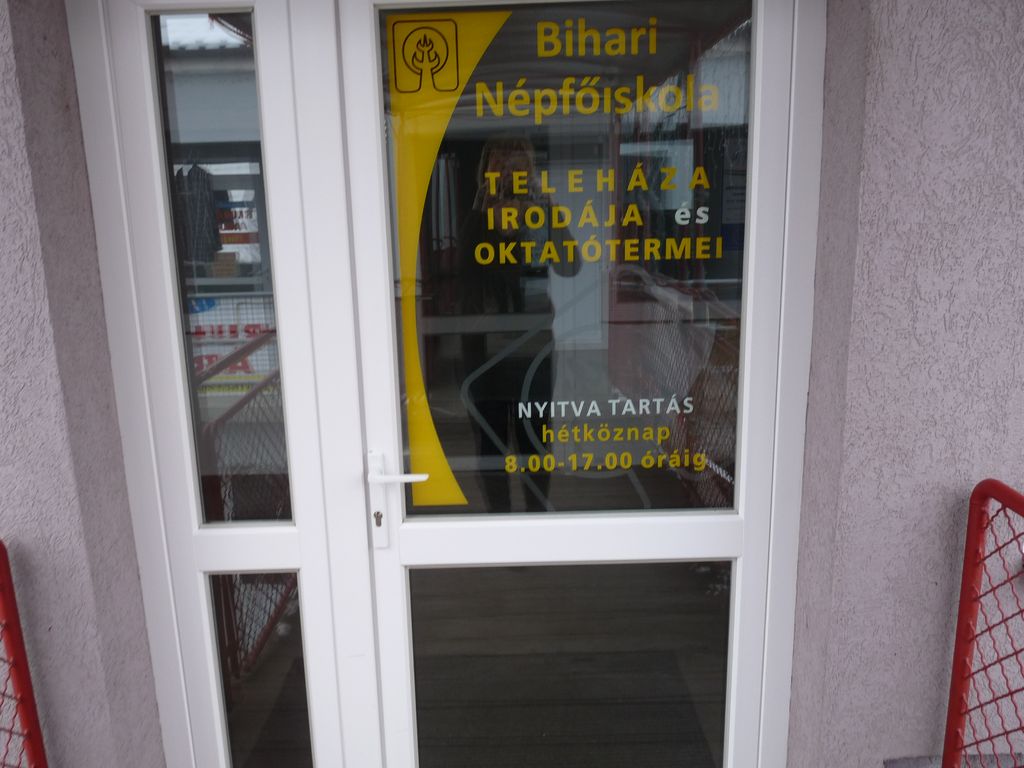 Bihari
Népfőiskola
TELEHÁZA
IRODÁJA és
OKTATÓTERMEI
NYITVA TARTÁS
hétköznap
8.00-17.00 óráig